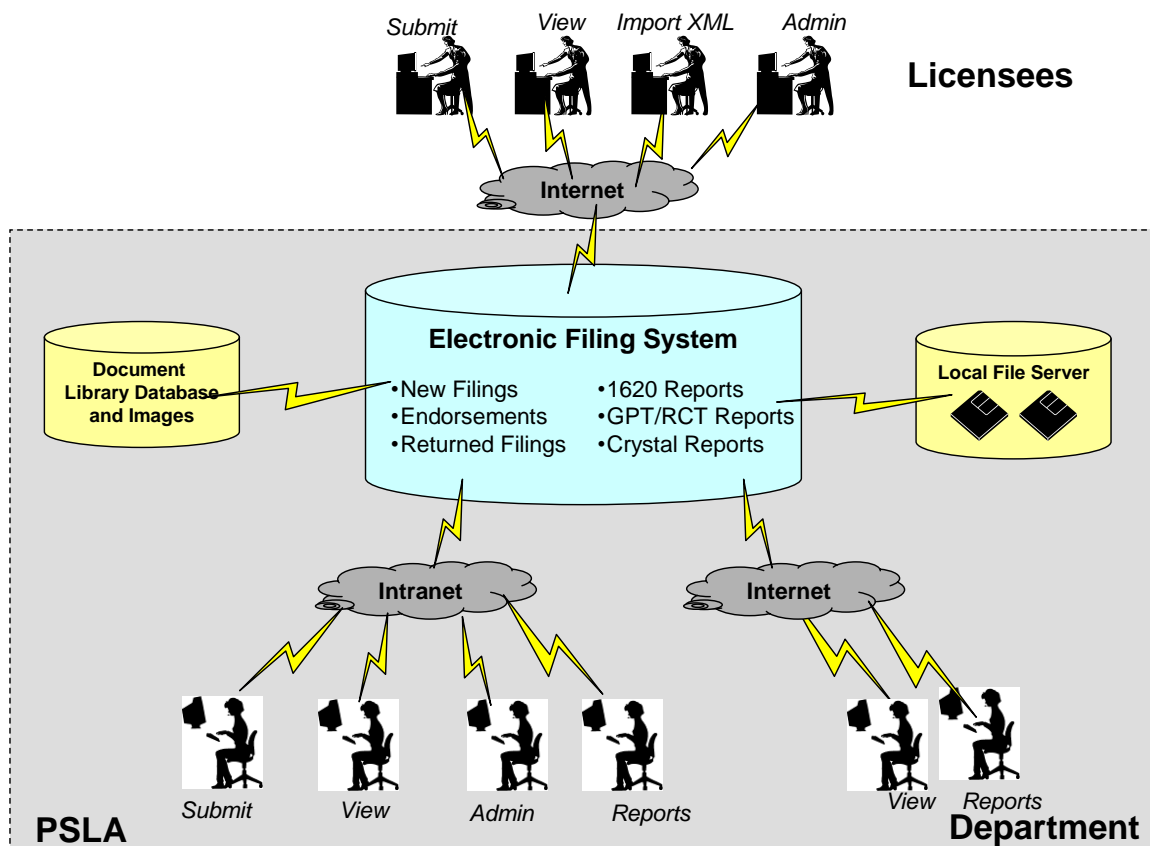 Submit
View
Import XML
Admin
Licensees
Internet
Electronic Filing System
Document
Library Database
and Images
•New Filings
•Endorsements
•Returned Filings
•1620 Reports
•GPT/RCT Reports
•Crystal Reports
Local File Server
Intranet
Internet
Submit
View
Admin
Reports
View
Reports
PSLA
Department